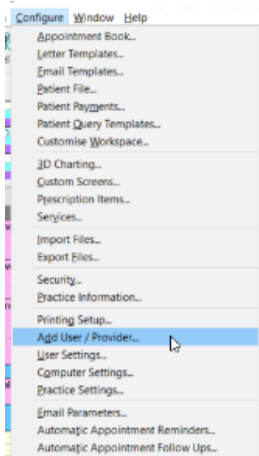 Configure Window Help
Appointment Book...
Letter Templates...
Email Templates...
Patient File...
Patient Payments...
Patient Query Templates...
Customise Workspace...
3D Charting...
Custom Screens...
Prescription Items...
Services...
Import Files...
Export Files...
Security...
Practice Information...
Printing Setup...
Add User / Provider...
User Settings...
Computer Settings...
Practice Settings...
Email Parameters...
Automatic Appointment Reminders...
Automatic Appointment Follow Ups...